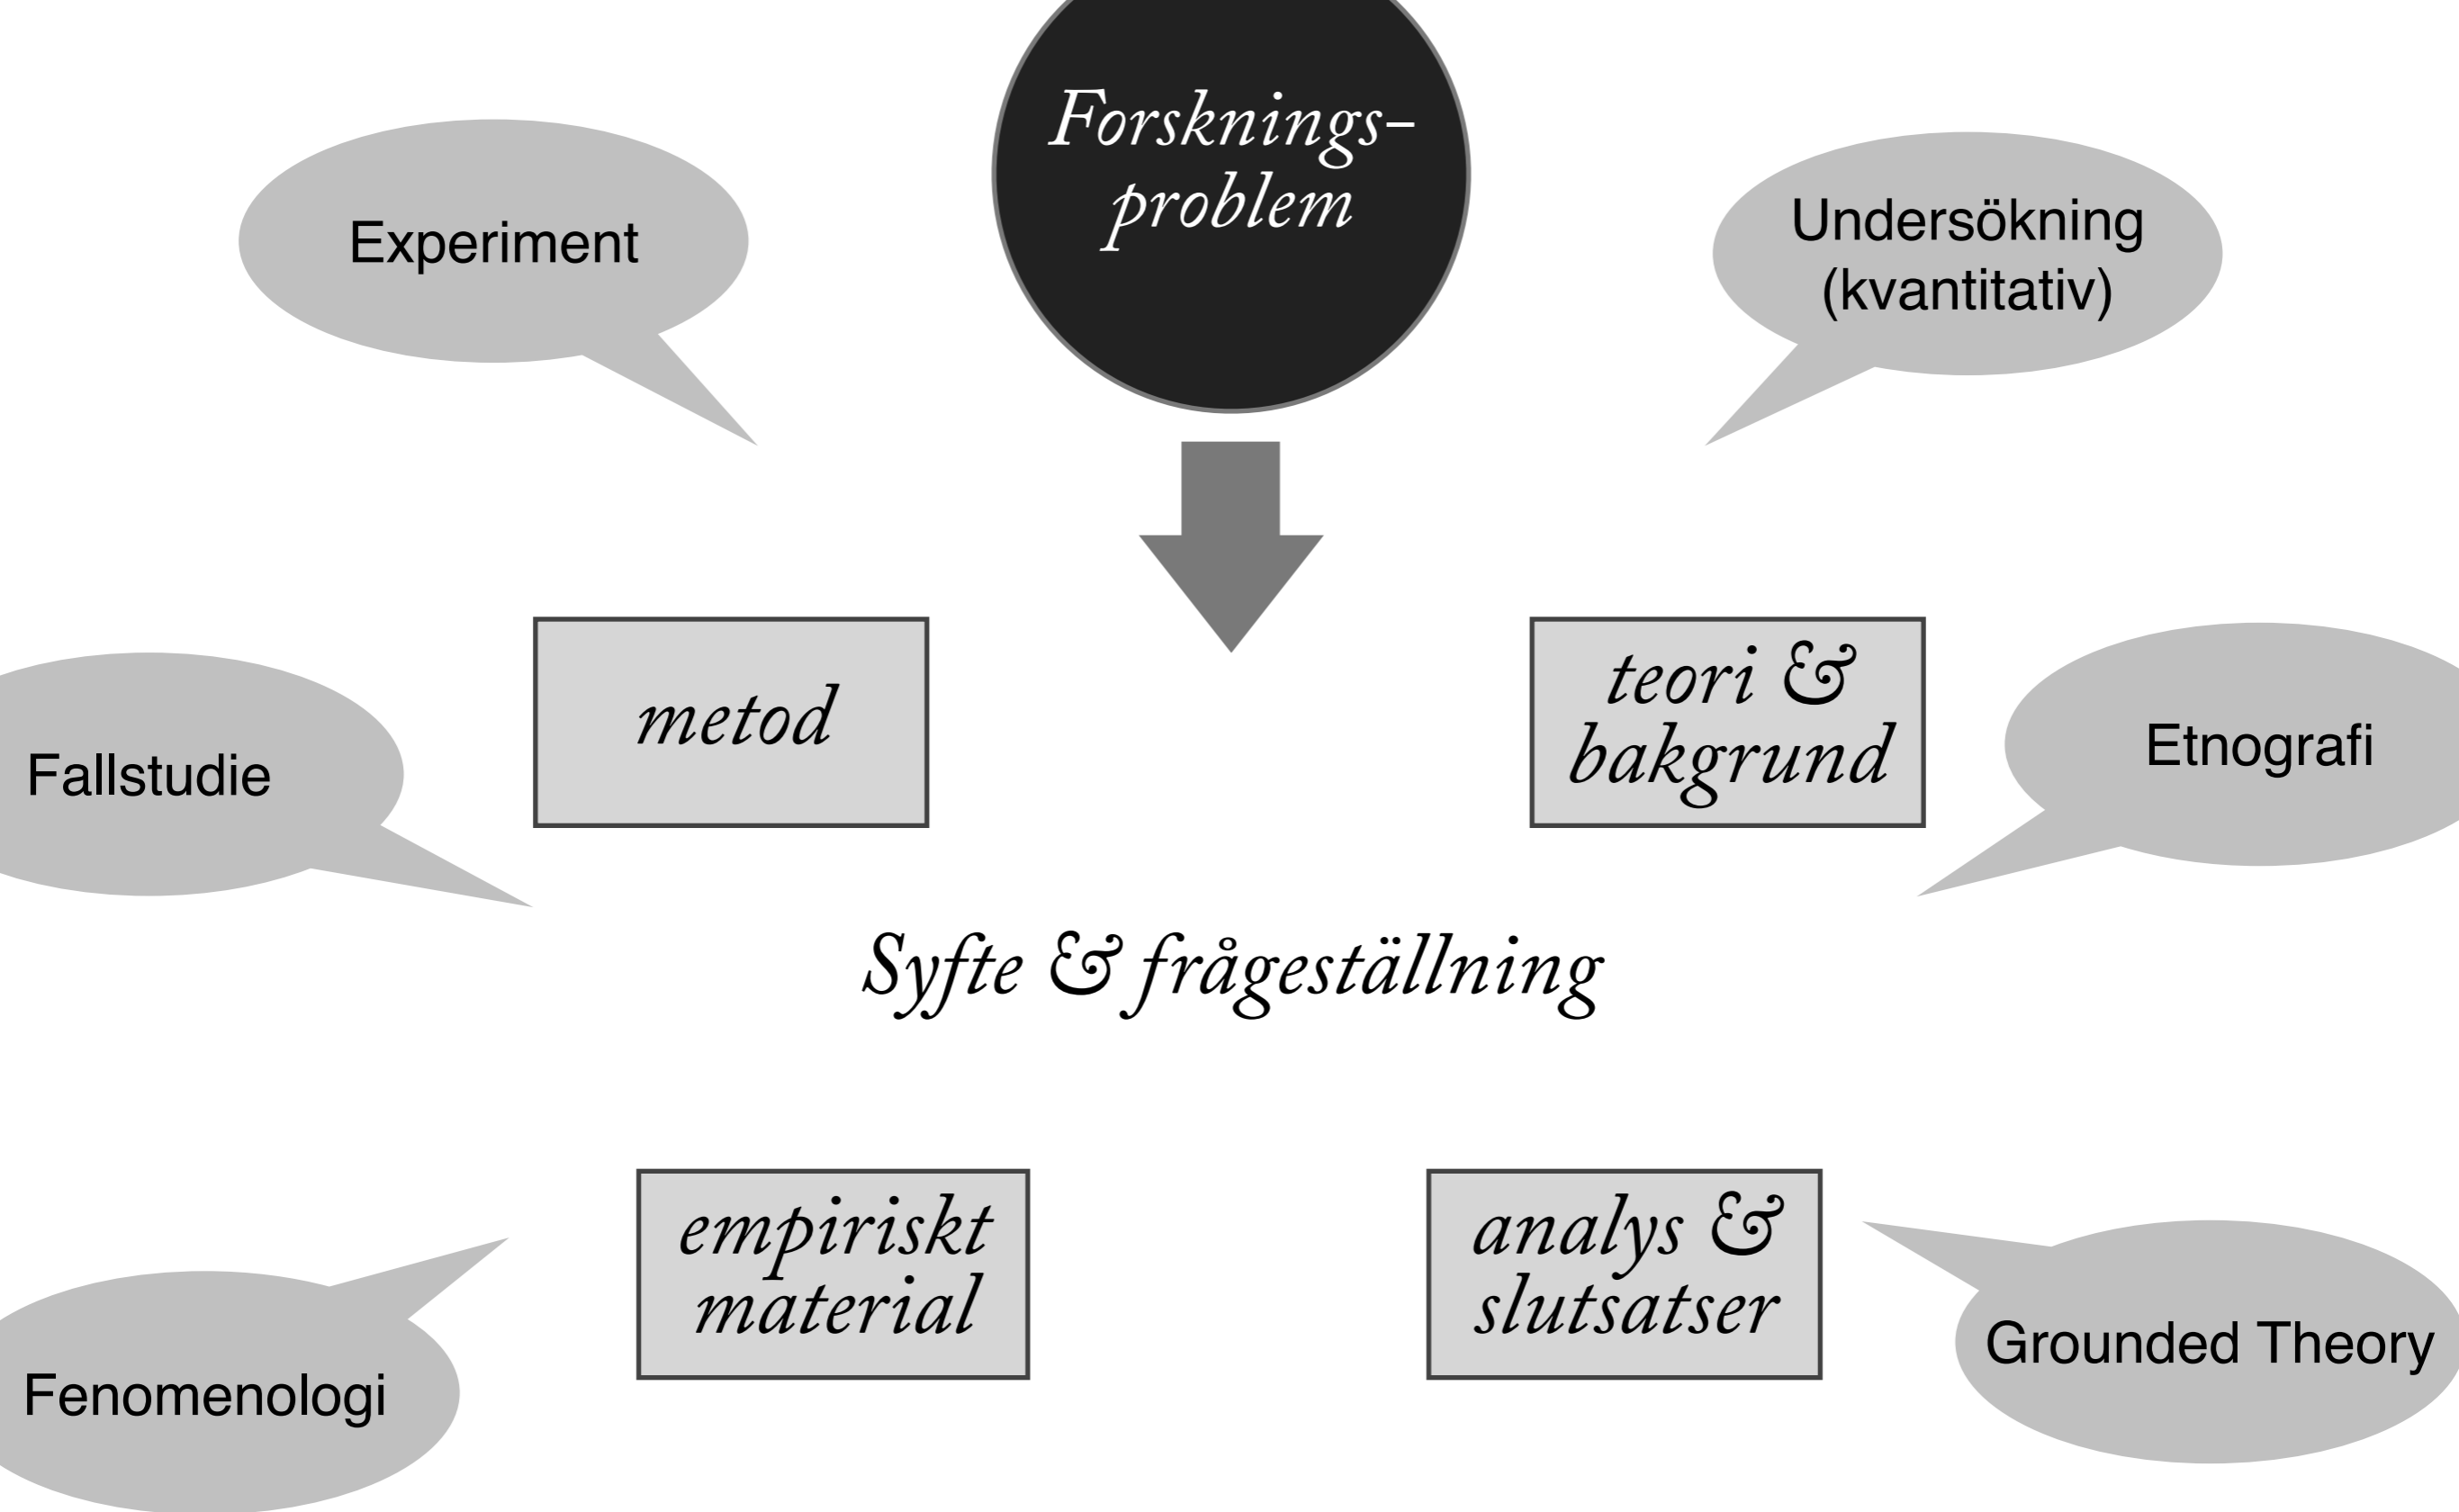 Forsknings-
problem
Experiment
Undersökning
(kvantitativ)
metod
teori &
bakgrund
Fallstudie
Etnografi
Syfte & frågeställning
empiriskt
material
analys &
slutsatser
Fenomenologi
Grounded Theory